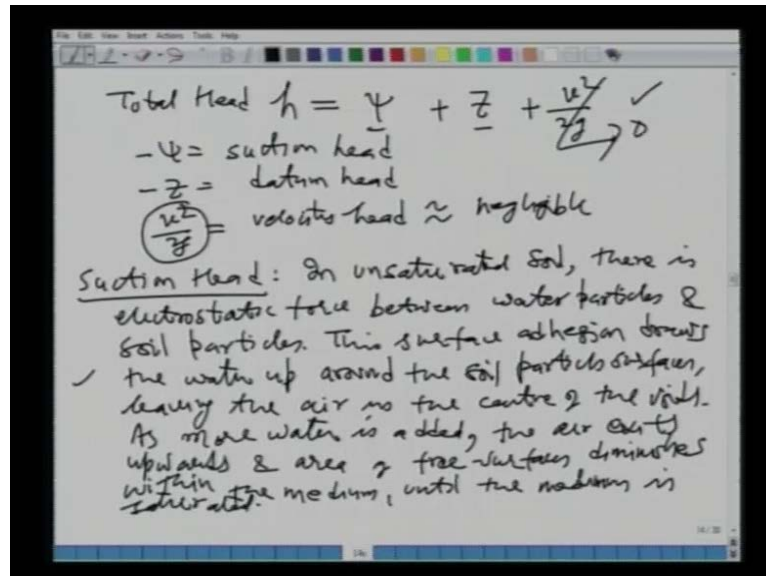 File Edit View Insert Actions Tools Help
Total Head h = ψ + z + v²/2g → 0 ✓
- ψ = suction head
- z = datum head
v²/2g = velocity head ≈ negligible
Suction Head: In unsaturated soil, there is
electrostatic force between water particles &
soil particles. This surface adhesion draws
✓ the water up around the soil particle surfaces,
leaving the air in the centre of the voids.
As more water is added, the air exits
upwards & area of free surfaces diminishes
within the medium, until the medium is
saturated.
14/20